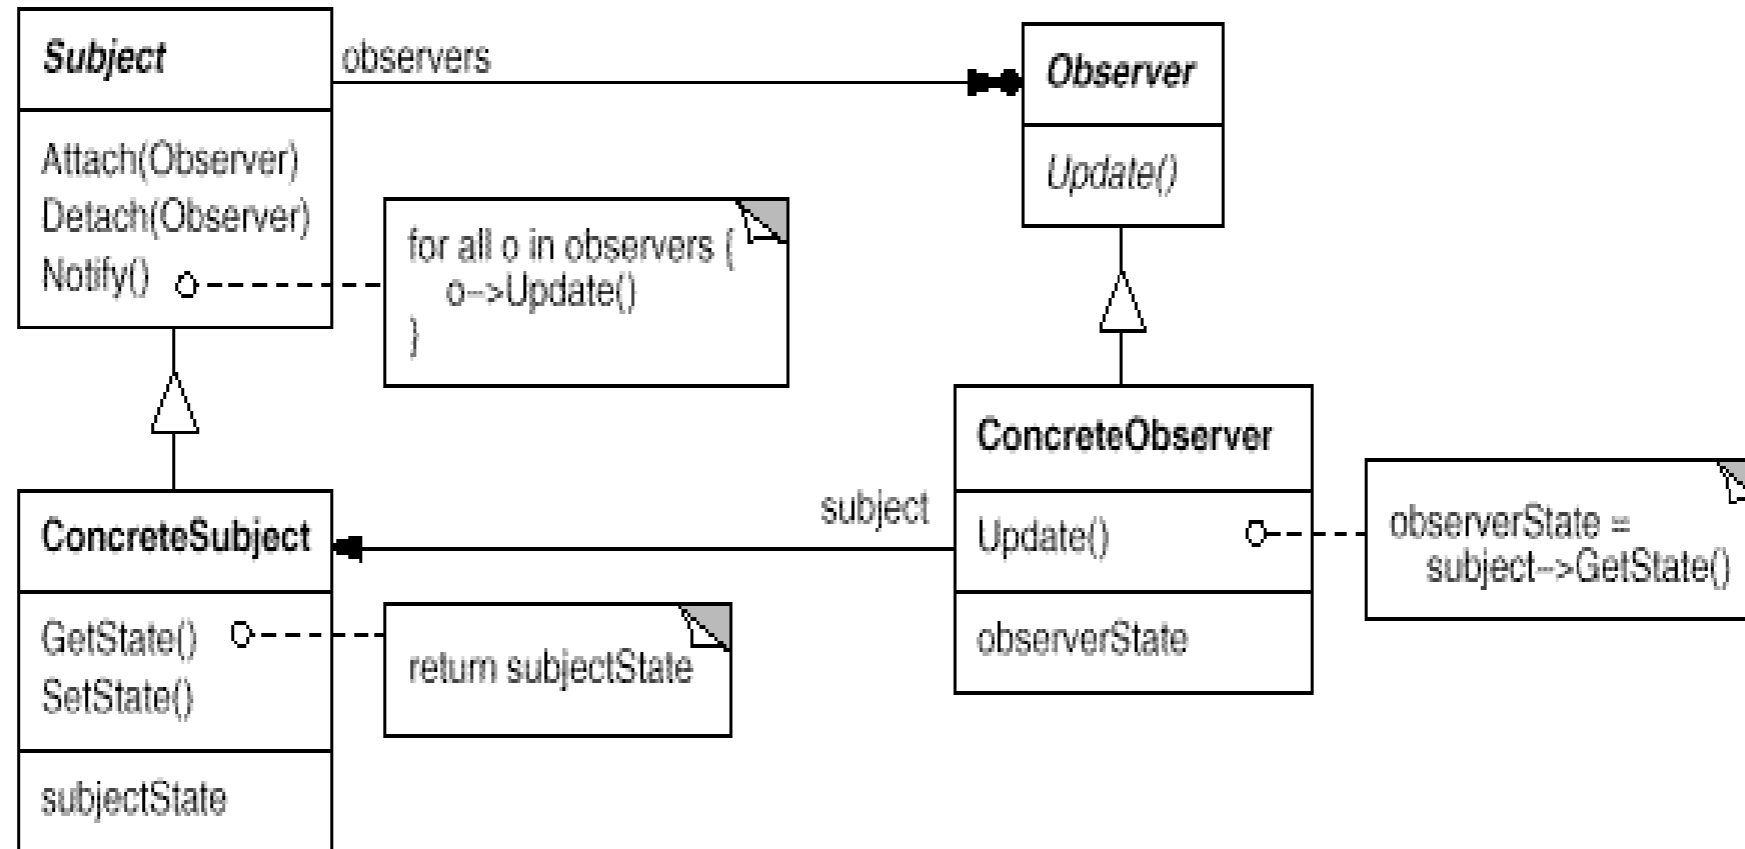 Subject
observers
Attach(Observer)
Detach(Observer)
Notify()
for all o in observers {
o–>Update()
}
Observer
Update()
ConcreteSubject
GetState()
SetState()
subjectState
return subjectState
subject
ConcreteObserver
Update()
observerState
observerState =
subject–>GetState()